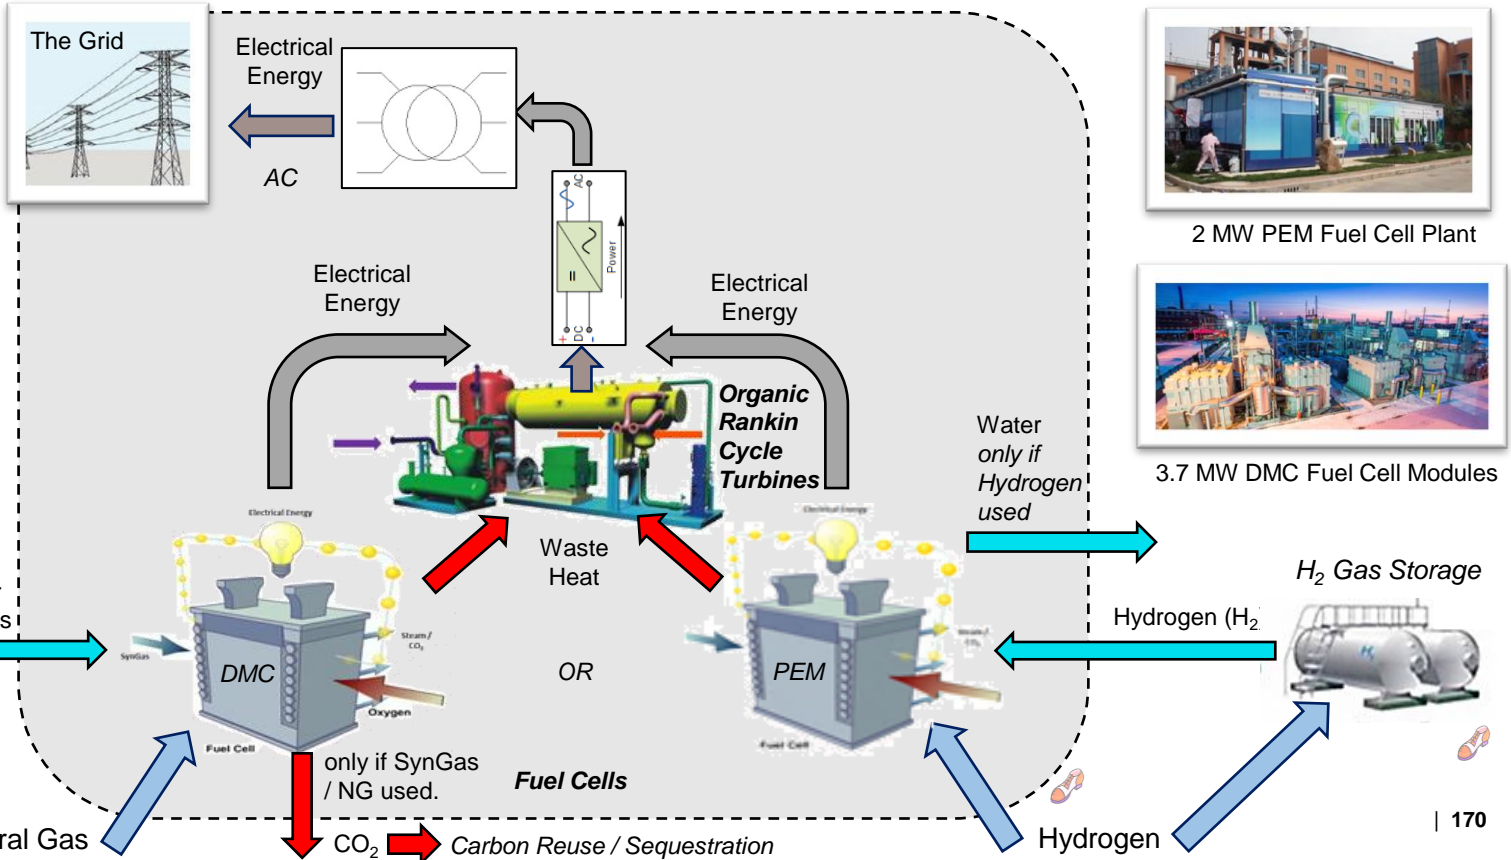 The Grid
Electrical
Energy
AC
AC
Power
DC
+
-
=
Electrical
Energy
Electrical
Energy
Organic
Rankin
Cycle
Turbines
Waste
Heat
Water
only if
Hydrogen
used
2 MW PEM Fuel Cell Plant
3.7 MW DMC Fuel Cell Modules
H₂ Gas Storage
Hydrogen (H₂
H₂
s
Electrical Energy
SynGas
DMC
Steam /
CO₂
Oxygen
Fuel Cell
OR
Electrical Energy
PEM
Steam /
CO₂
Fuel Cell
only if SynGas
/ NG used.
Fuel Cells
ral Gas
CO₂
Carbon Reuse / Sequestration
Hydrogen
| 170